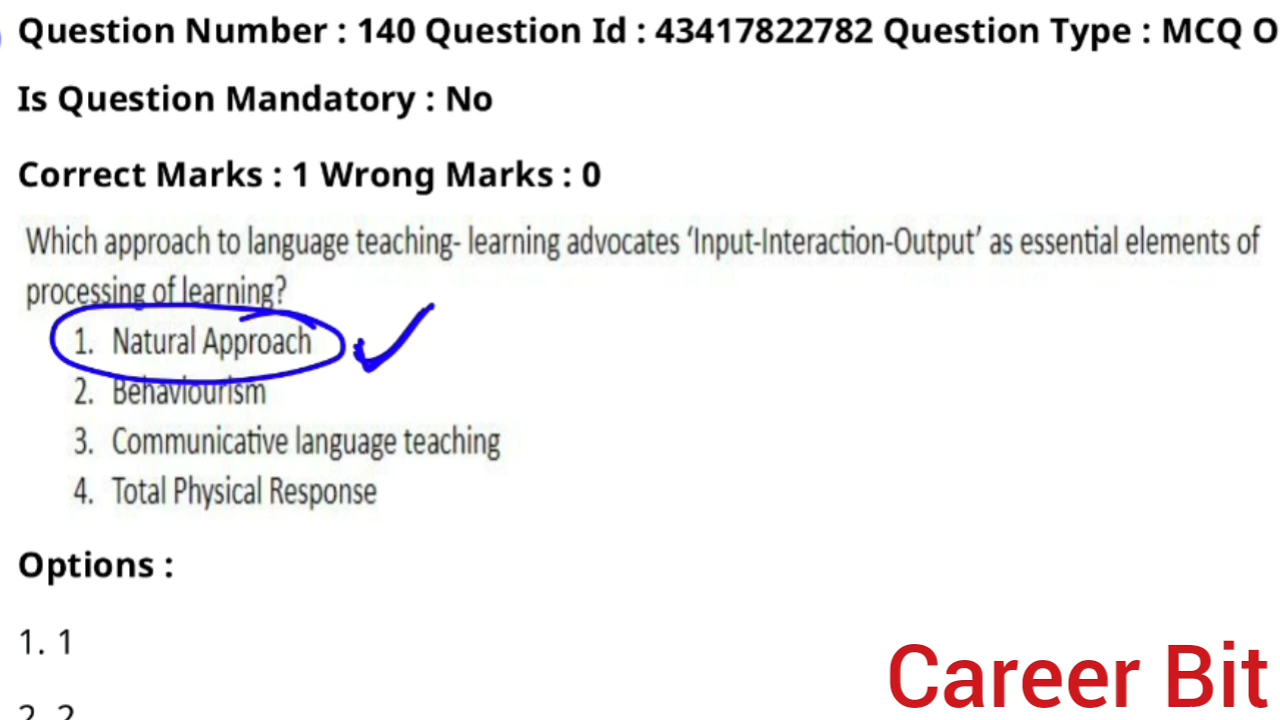 Question Number : 140 Question Id : 43417822782 Question Type : MCQ O
Is Question Mandatory : No
Correct Marks : 1 Wrong Marks : 0
Which approach to language teaching- learning advocates ‘Input-Interaction-Output’ as essential elements of
processing of learning?
1. Natural Approach
2. Behaviourism
3. Communicative language teaching
4. Total Physical Response
Options :
1. 1
2. 2
Career Bit